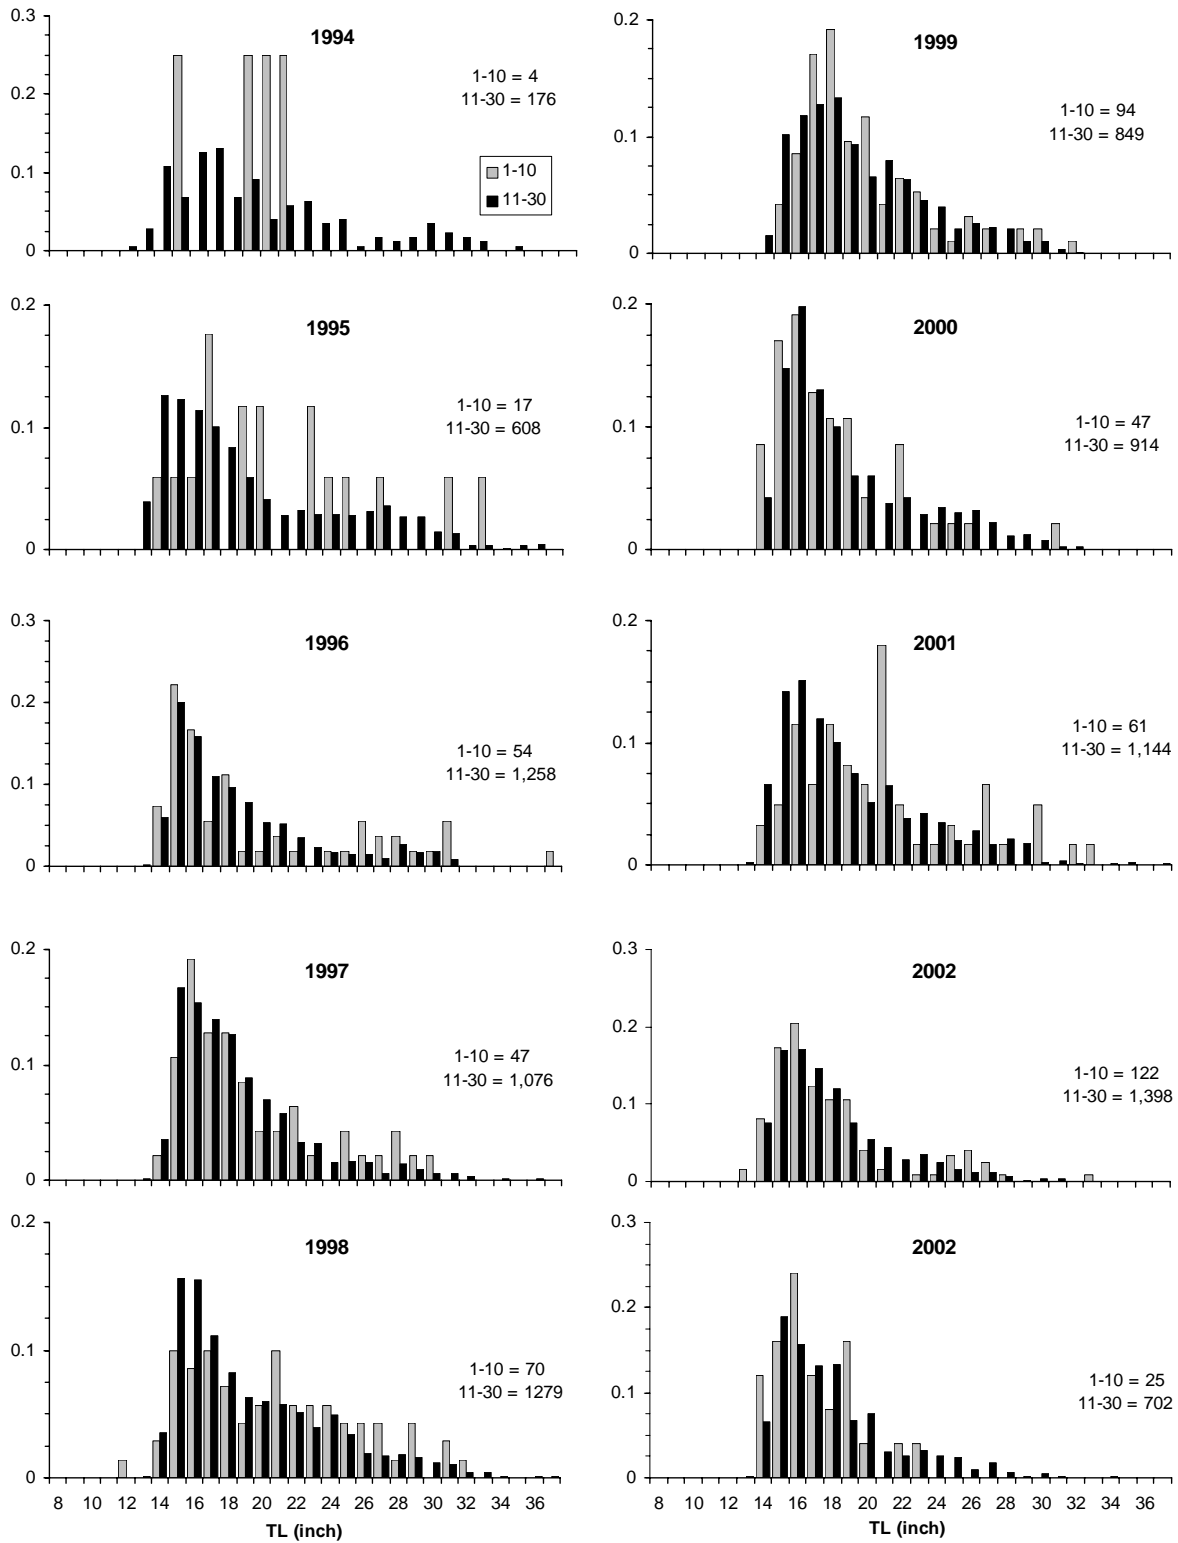 0.3
0.2
0.1
0
1994
1-10 = 4
11-30 = 176
1-10
11-30
0.2
0.1
0
1995
1-10 = 17
11-30 = 608
0.3
0.2
0.1
0
1996
1-10 = 54
11-30 = 1,258
0.2
0.1
0
1997
1-10 = 47
11-30 = 1,076
0.2
0.1
0
1998
1-10 = 70
11-30 = 1279
8 10 12 14 16 18 20 22 24 26 28 30 32 34 36
TL (inch)
0.2
0.1
0
1999
1-10 = 94
11-30 = 849
0.2
0.1
0
2000
1-10 = 47
11-30 = 914
0.2
0.1
0
2001
1-10 = 61
11-30 = 1,144
0.3
0.2
0.1
0
2002
1-10 = 122
11-30 = 1,398
0.3
0.2
0.1
0
2002
1-10 = 25
11-30 = 702
8 10 12 14 16 18 20 22 24 26 28 30 32 34 36
TL (inch)